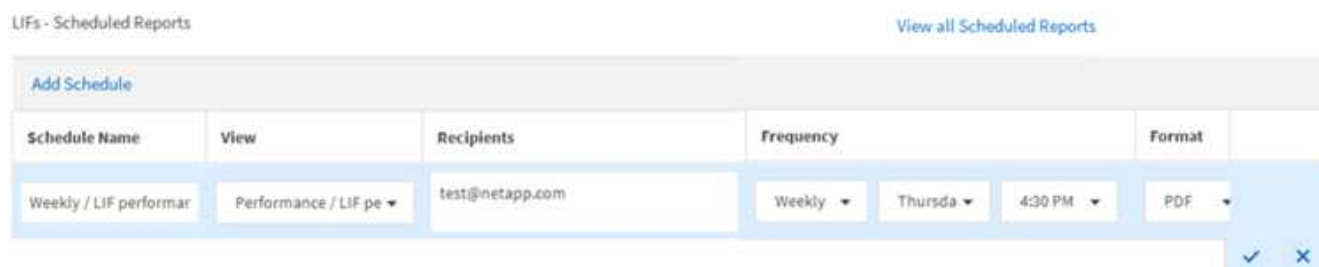 LIFs - Scheduled Reports View all Scheduled Reports
Add Schedule
Schedule Name View Recipients Frequency Format
Weekly / LIF performar Performance / LIF pe test@netapp.com Weekly Thursda 4:30 PM PDF